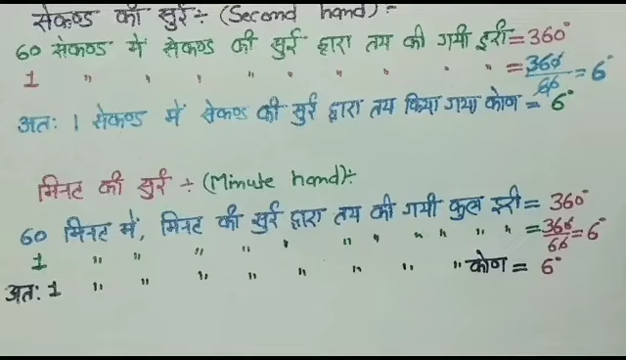 सेकण्ड की सुई ÷ (Second hand) :-
60 सेकण्ड में सेकण्ड की सुई द्वारा तय की गयी दूरी = 360°
1 " " " " " " " " " = 360/60 = 6°
अतः 1 सेकण्ड में सेकण्ड की सुई द्वारा तय किया गया कोण = 6°
मिनट की सुई ÷ (Minute hand) ÷
60 मिनट में, मिनट की सुई द्वारा तय की गयी कुल दूरी = 360°
1 " " " " " " " " " " " = 360/60 = 6°
अतः 1 " " " " " " " " कोण = 6°